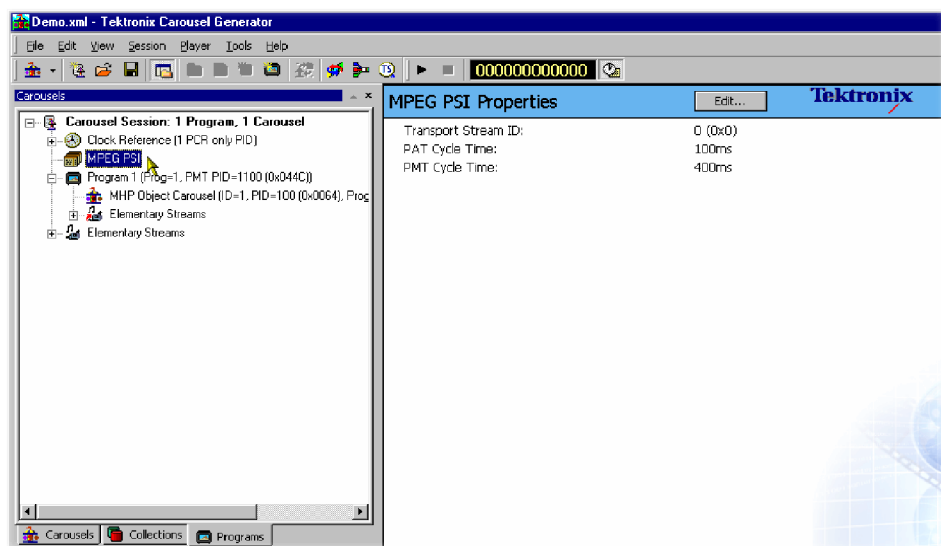 Demo.xml - Tektronix Carousel Generator
File Edit View Session Player Tools Help
TS 000000000000
Carousels
Carousel Session: 1 Program, 1 Carousel
Clock Reference (1 PCR only PID)
MPEG PSI
Program 1 (Prog=1, PMT PID=1100 (0x044C))
MHP Object Carousel (ID=1, PID=100 (0x0064), Prog
Elementary Streams
Elementary Streams
Carousels Collections Programs
MPEG PSI Properties Edit... Tektronix
Transport Stream ID: 0 (0x0)
PAT Cycle Time: 100ms
PMT Cycle Time: 400ms